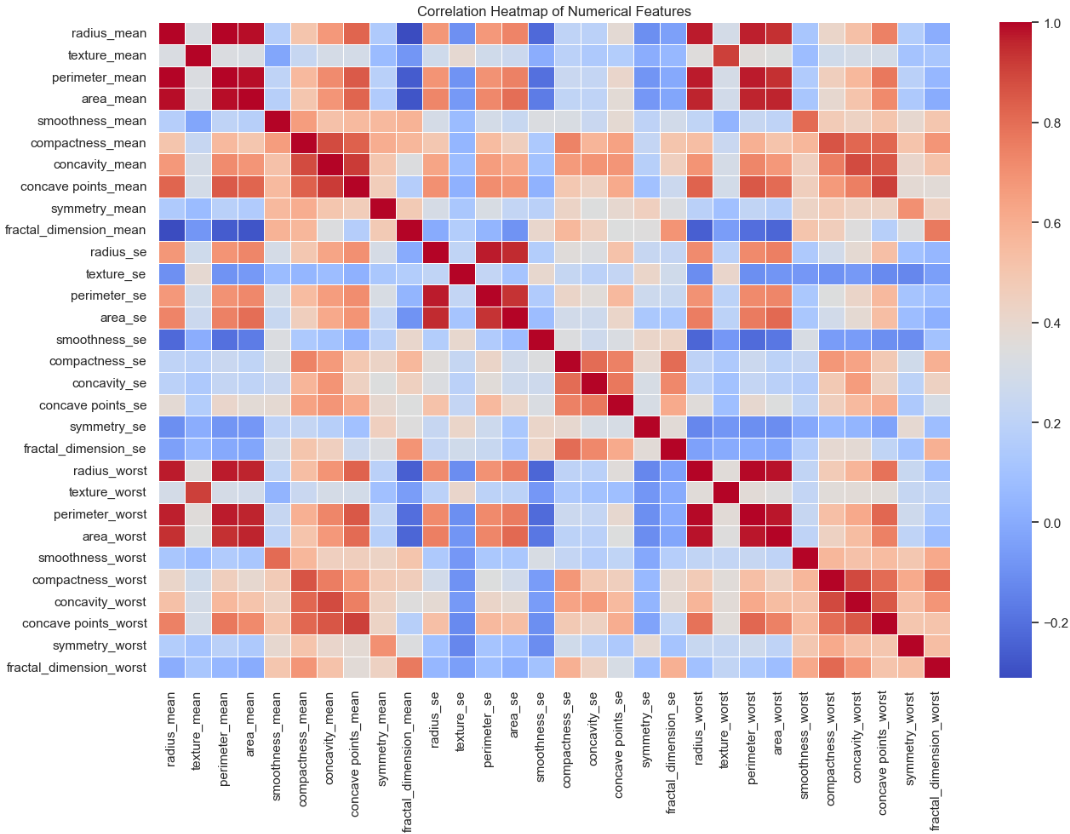 Correlation Heatmap of Numerical Features
radius_mean
texture_mean
perimeter_mean
area_mean
smoothness_mean
compactness_mean
concavity_mean
concave points_mean
symmetry_mean
fractal_dimension_mean
radius_se
texture_se
perimeter_se
area_se
smoothness_se
compactness_se
concavity_se
concave points_se
symmetry_se
fractal_dimension_se
radius_worst
texture_worst
perimeter_worst
area_worst
smoothness_worst
compactness_worst
concavity_worst
concave points_worst
symmetry_worst
fractal_dimension_worst
radius_mean
texture_mean
perimeter_mean
area_mean
smoothness_mean
compactness_mean
concavity_mean
concave points_mean
symmetry_mean
fractal_dimension_mean
radius_se
texture_se
perimeter_se
area_se
smoothness_se
compactness_se
concavity_se
concave points_se
symmetry_se
fractal_dimension_se
radius_worst
texture_worst
perimeter_worst
area_worst
smoothness_worst
compactness_worst
concavity_worst
concave points_worst
symmetry_worst
fractal_dimension_worst
1.0
0.8
0.6
0.4
0.2
0.0
−0.2